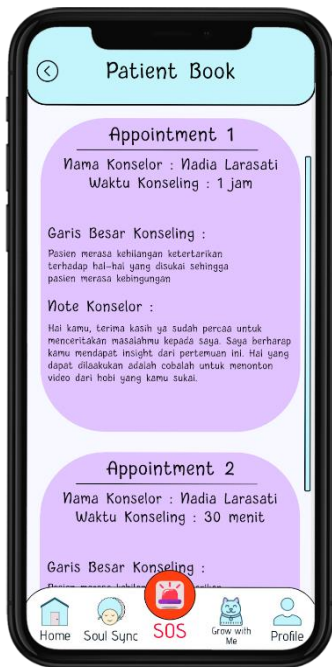 Patient Book
Appointment 1
Nama Konselor : Nadia Larasati
Waktu Konseling : 1 jam
Garis Besar Konseling :
Pasien merasa kehilangan ketertarikan
terhadap hal-hal yang disukai sehingga
pasien merasa kebingungan
Note Konselor :
Hai kamu, terima kasih ya sudah percaa untuk
menceritakan masalahmu kepada saya. Saya berharap
kamu mendapat insight dari pertemuan ini. Hal yang
dapat dilaakukan adalah cobalah untuk menonton
video dari hobi yang kamu sukai.
Appointment 2
Nama Konselor : Nadia Larasati
Waktu Konseling : 30 menit
Garis Besar Konseling :
Home
Soul Sync
SOS
Grow with
Me
Profile